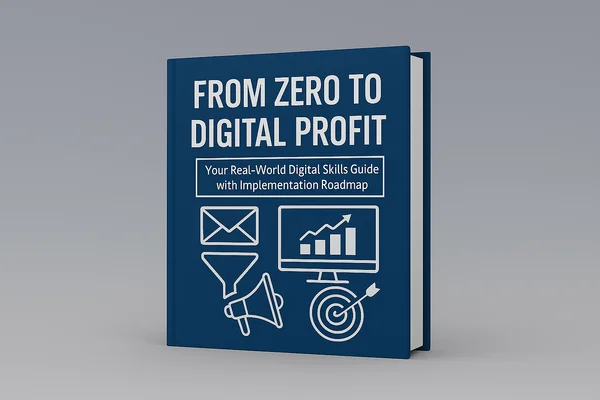 FROM ZERO TO
DIGITAL PROFIT
Your Real-World Digital Skills Guide
with Implementation Roadmap